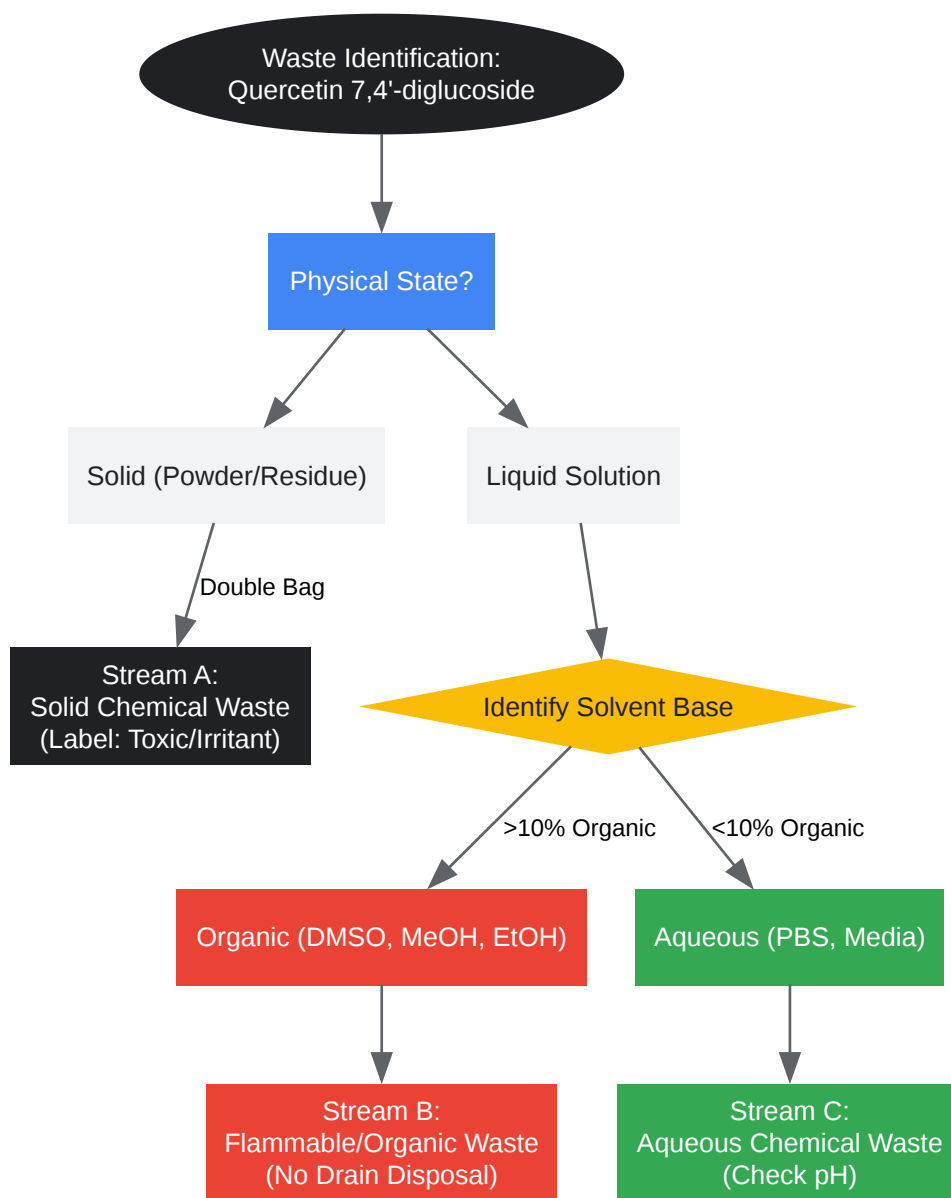 Waste Identification:
Quercetin 7,4'-diglucoside
Physical State?
Solid (Powder/Residue)
Liquid Solution
Double Bag
Stream A:
Solid Chemical Waste
(Label: Toxic/Irritant)
Identify Solvent Base
>10% Organic
<10% Organic
Organic (DMSO, MeOH, EtOH)
Aqueous (PBS, Media)
Stream B:
Flammable/Organic Waste
(No Drain Disposal)
Stream C:
Aqueous Chemical Waste
(Check pH)